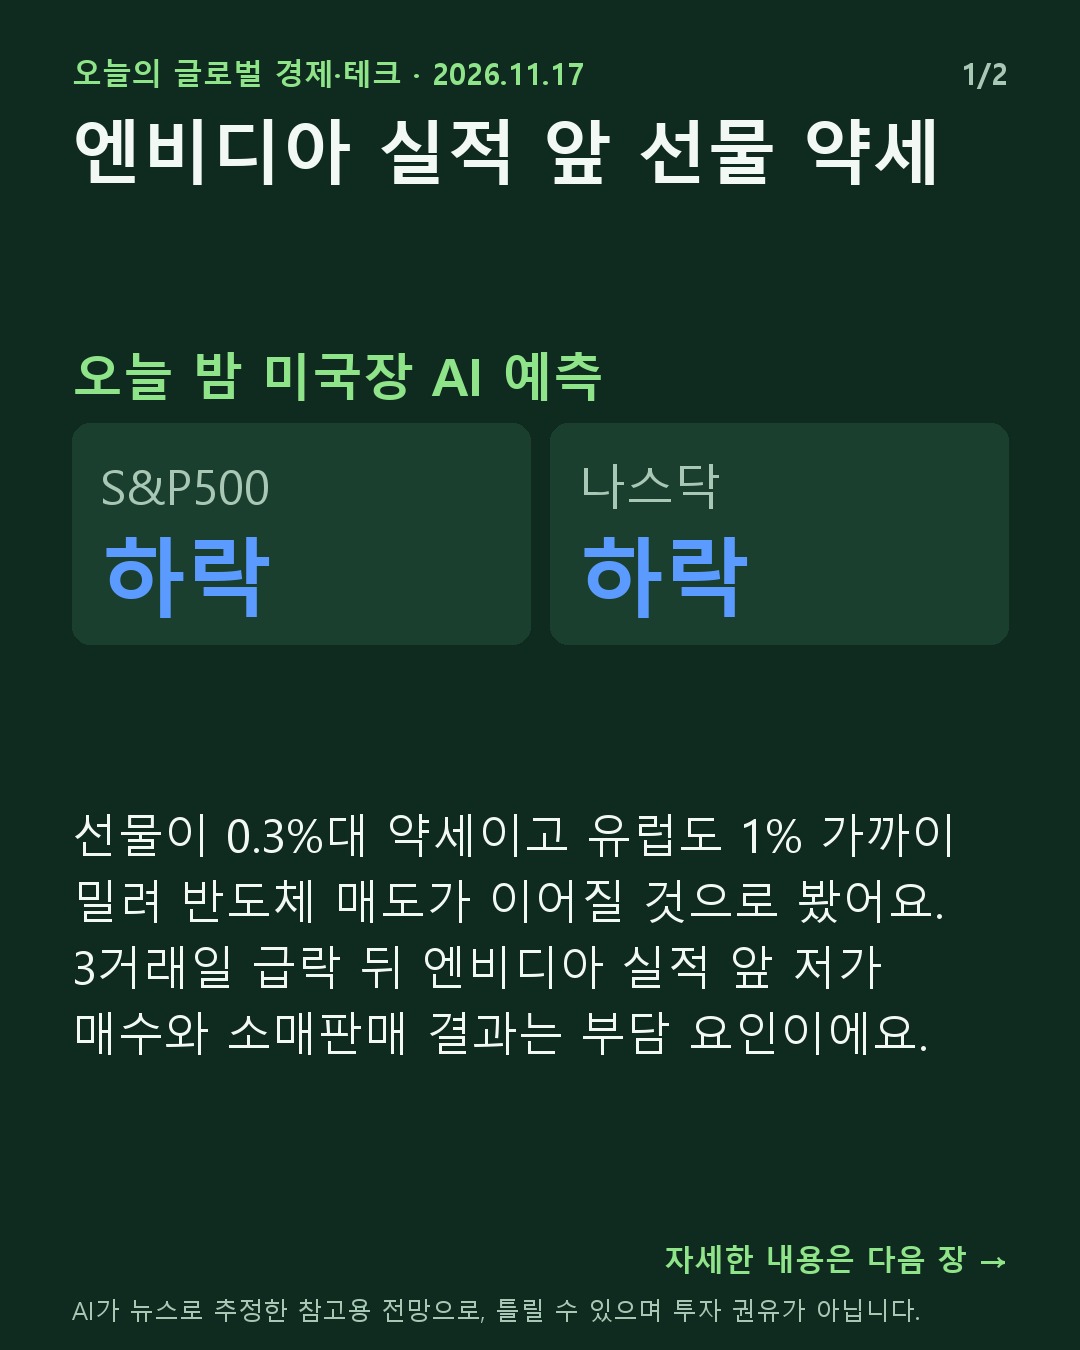 오늘의 글로벌 경제·테크 · 2026.11.17
1/2
엔비디아 실적 앞 선물 약세
오늘 밤 미국장 AI 예측
S&P500
하락
나스닥
하락
선물이 0.3%대 약세이고 유럽도 1% 가까이
밀려 반도체 매도가 이어질 것으로 봤어요.
3거래일 급락 뒤 엔비디아 실적 앞 저가
매수와 소매판매 결과는 부담 요인이에요.
자세한 내용은 다음 장 →
AI가 뉴스로 추정한 참고용 전망으로, 틀릴 수 있으며 투자 권유가 아닙니다.